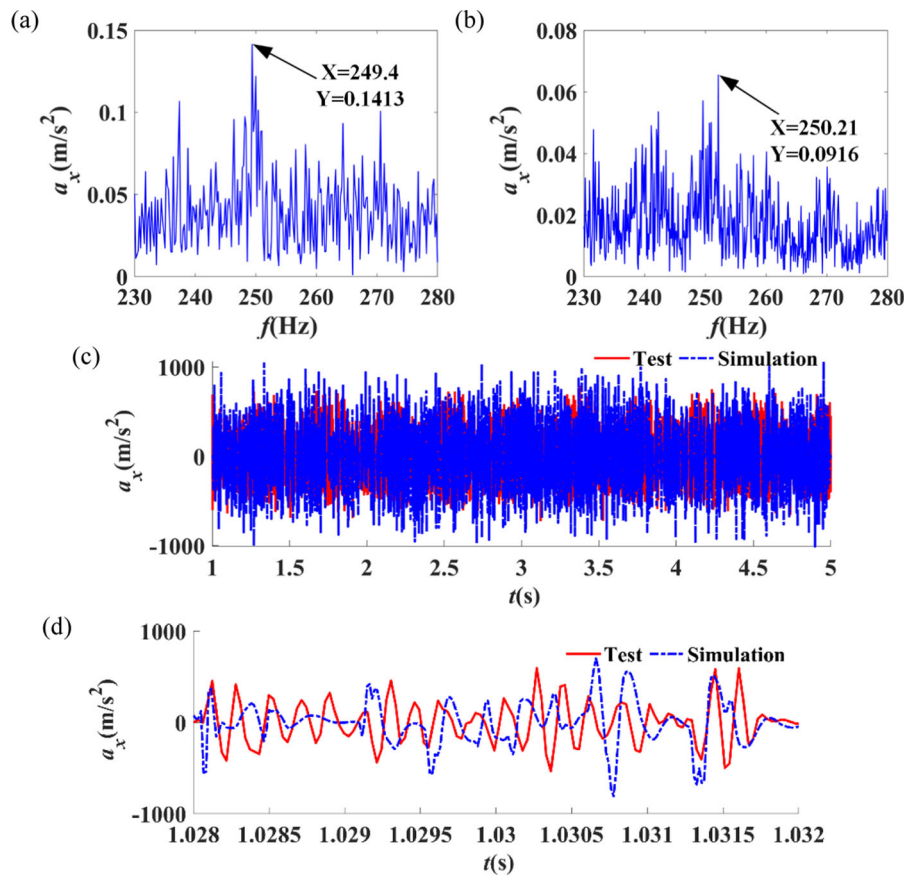 (a)
0.15
0.1
0.05
0
a_x(m/s²)
X=249.4
Y=0.1413
230 240 250 260 270 280
f(Hz)
(b)
0.08
0.06
0.04
0.02
0
a_x(m/s²)
X=250.21
Y=0.0916
230 240 250 260 270 280
f(Hz)
(c)
Test Simulation
1000
0
-1000
a_x(m/s²)
1 1.5 2 2.5 3 3.5 4 4.5 5
t(s)
(d)
Test Simulation
1000
0
-1000
a_x(m/s²)
1.028 1.0285 1.029 1.0295 1.03 1.0305 1.031 1.0315 1.032
t(s)